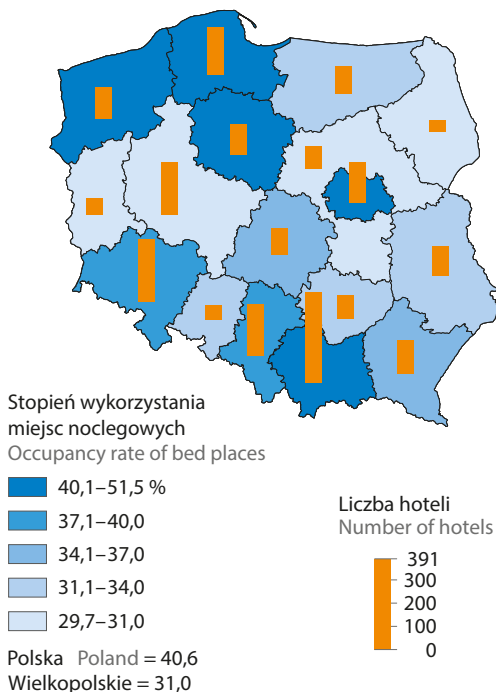 Stopień wykorzystania
miejsc noclegowych
Occupancy rate of bed places
40,1–51,5 %
37,1–40,0
34,1–37,0
31,1–34,0
29,7–31,0
Polska Poland = 40,6
Wielkopolskie = 31,0
Liczba hoteli
Number of hotels
391
300
200
100
0